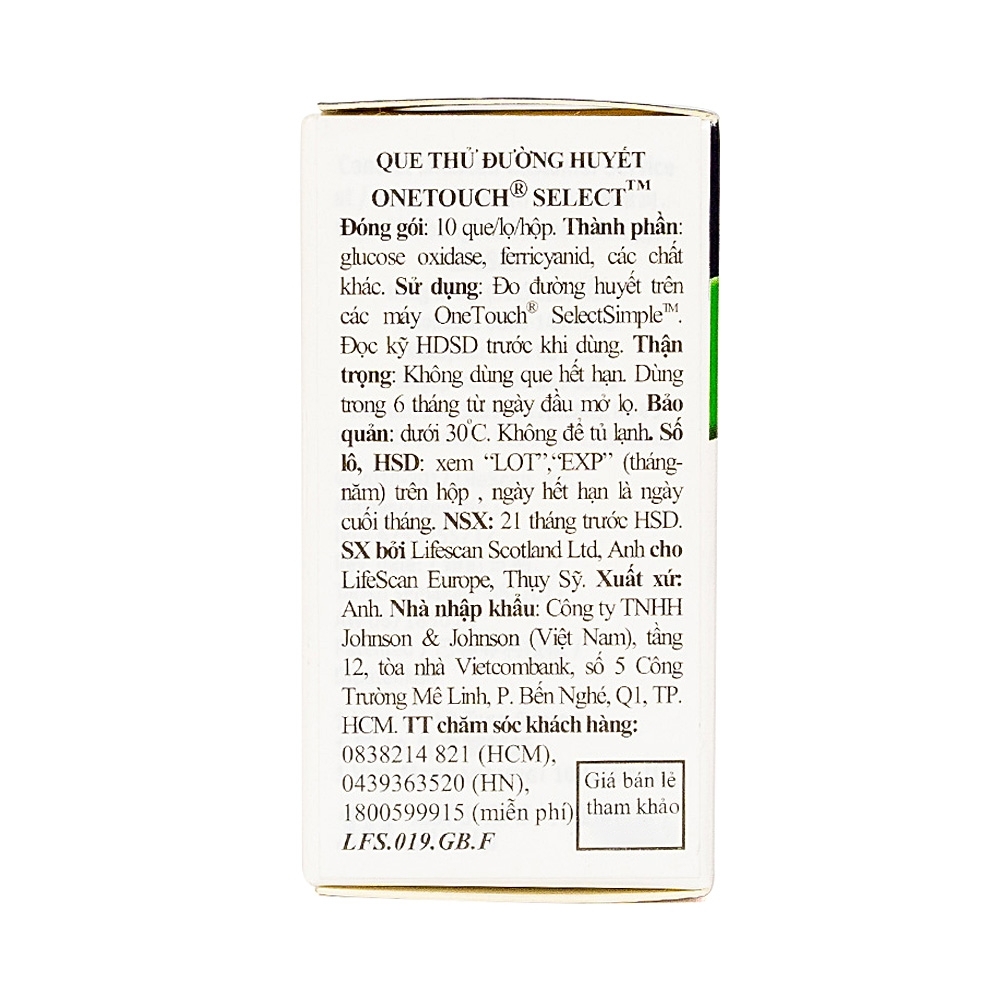 QUE THỬ ĐƯỜNG HUYẾT
ONETOUCH® SELECT™
Đóng gói: 10 que/lọ/hộp. Thành phần:
glucose oxidase, ferricyanid, các chất
khác. Sử dụng: Đo đường huyết trên
các máy OneTouch® SelectSimple™.
Đọc kỹ HDSD trước khi dùng. Thận
trọng: Không dùng que hết hạn. Dùng
trong 6 tháng từ ngày đầu mở lọ. Bảo
quản: dưới 30°C. Không để tủ lạnh. Số
lô, HSD: xem “LOT”,“EXP” (tháng-
năm) trên hộp , ngày hết hạn là ngày
cuối tháng. NSX: 21 tháng trước HSD.
SX bởi Lifescan Scotland Ltd, Anh cho
LifeScan Europe, Thụy Sỹ. Xuất xứ:
Anh. Nhà nhập khẩu: Công ty TNHH
Johnson & Johnson (Việt Nam), tầng
12, tòa nhà Vietcombank, số 5 Công
Trường Mê Linh, P. Bến Nghé, Q1, TP.
HCM. TT chăm sóc khách hàng:
0838214 821 (HCM),
0439363520 (HN),
1800599915 (miễn phí)
LFS.019.GB.F
Giá bán lẻ
tham khảo